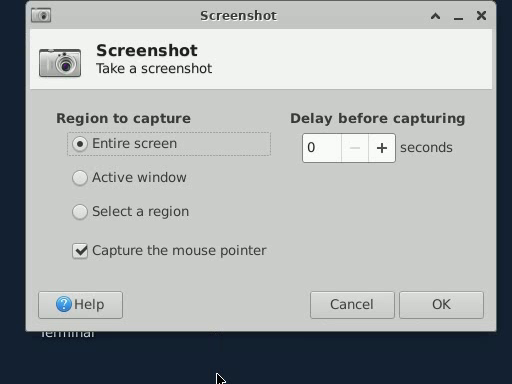 Screenshot
Screenshot
Take a screenshot
Region to capture
Entire screen
Active window
Select a region
Capture the mouse pointer
Delay before capturing
0 seconds
Help
Cancel
OK
Terminal